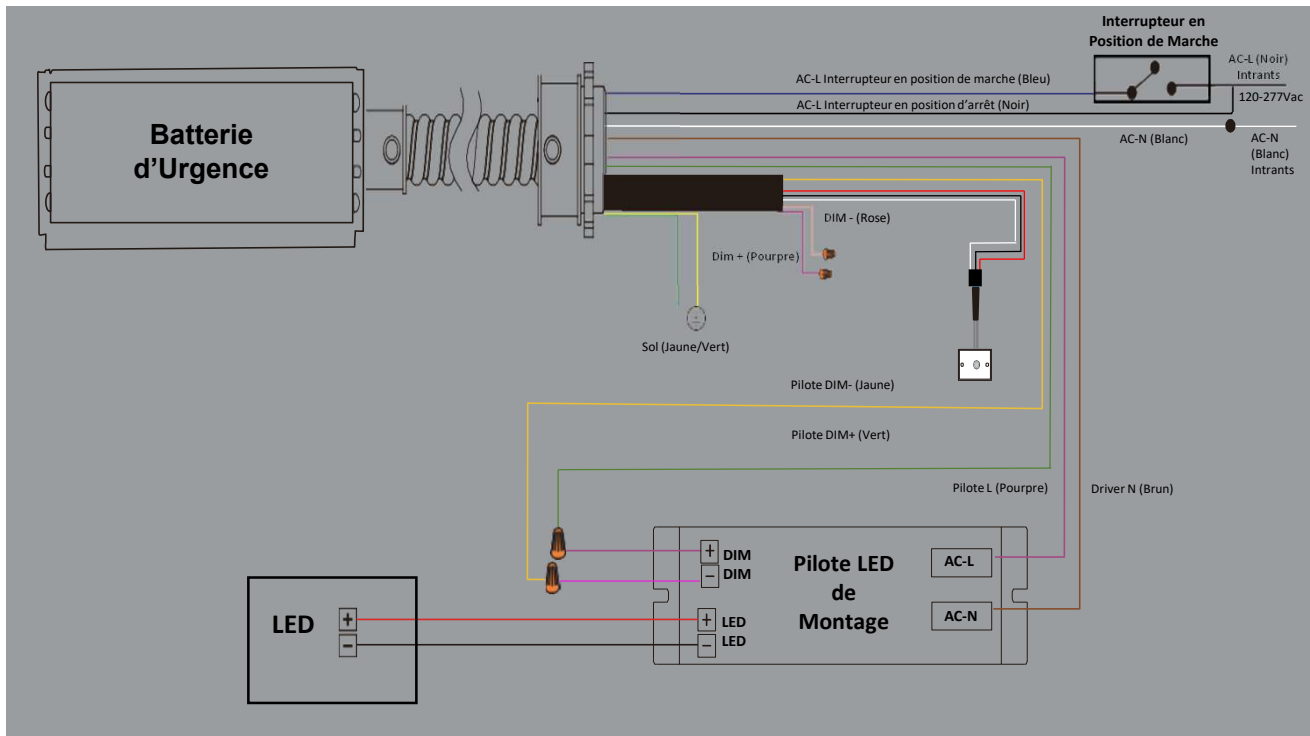 Interrupteur en
Position de Marche
AC-L (Noir)
Intrants
120-277Vac
AC-L Interrupteur en position de marche (Bleu)
AC-L Interrupteur en position d'arrêt (Noir)
AC-N (Blanc)
AC-N
(Blanc)
Intrants
Batterie
d'Urgence
DIM - (Rose)
Dim + (Pourpre)
Sol (Jaune/Vert)
Pilote DIM- (Jaune)
Pilote DIM+ (Vert)
Pilote L (Pourpre)
Driver N (Brun)
+ DIM
− DIM
Pilote LED
de
Montage
AC-L
AC-N
LED
+
−
+ LED
− LED